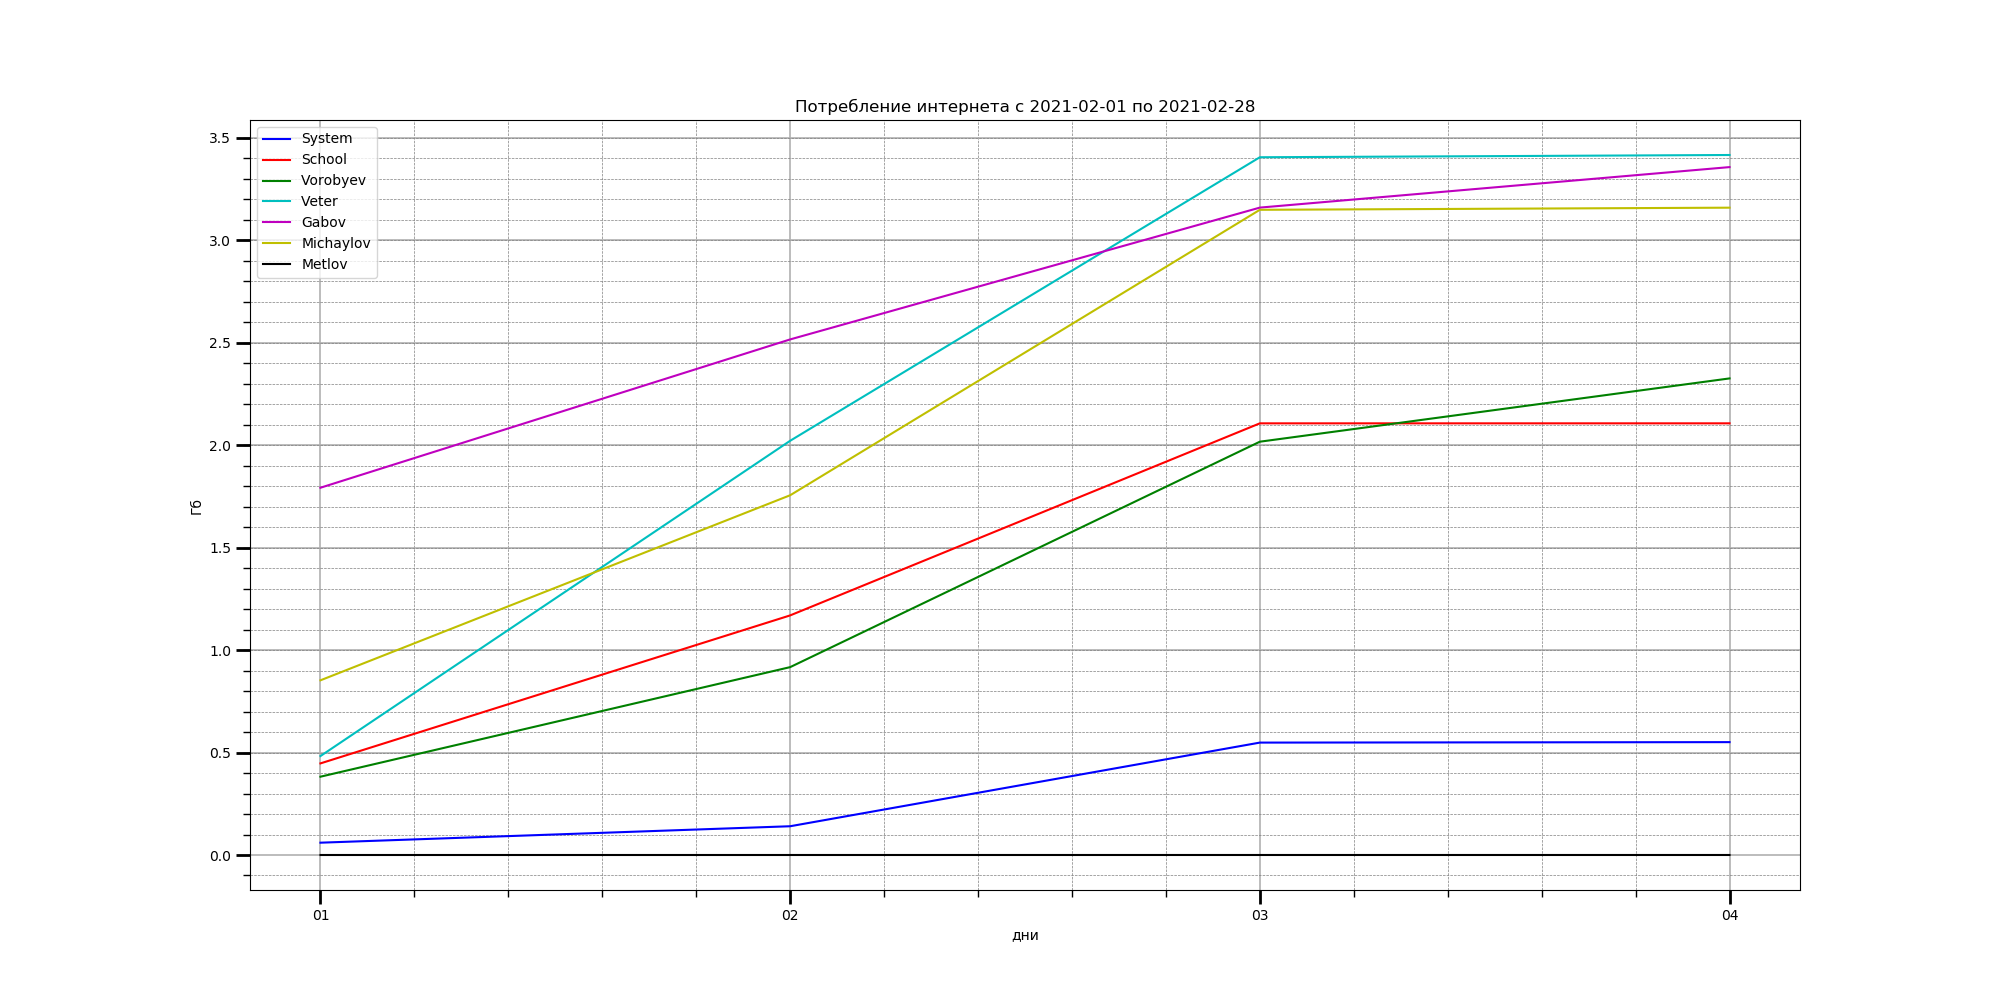 Потребление интернета с 2021-02-01 по 2021-02-28
System
School
Vorobyev
Veter
Gabov
Michaylov
Metlov
3.5
3.0
2.5
2.0
1.5
1.0
0.5
0.0
Гб
01 02 03 04
дни